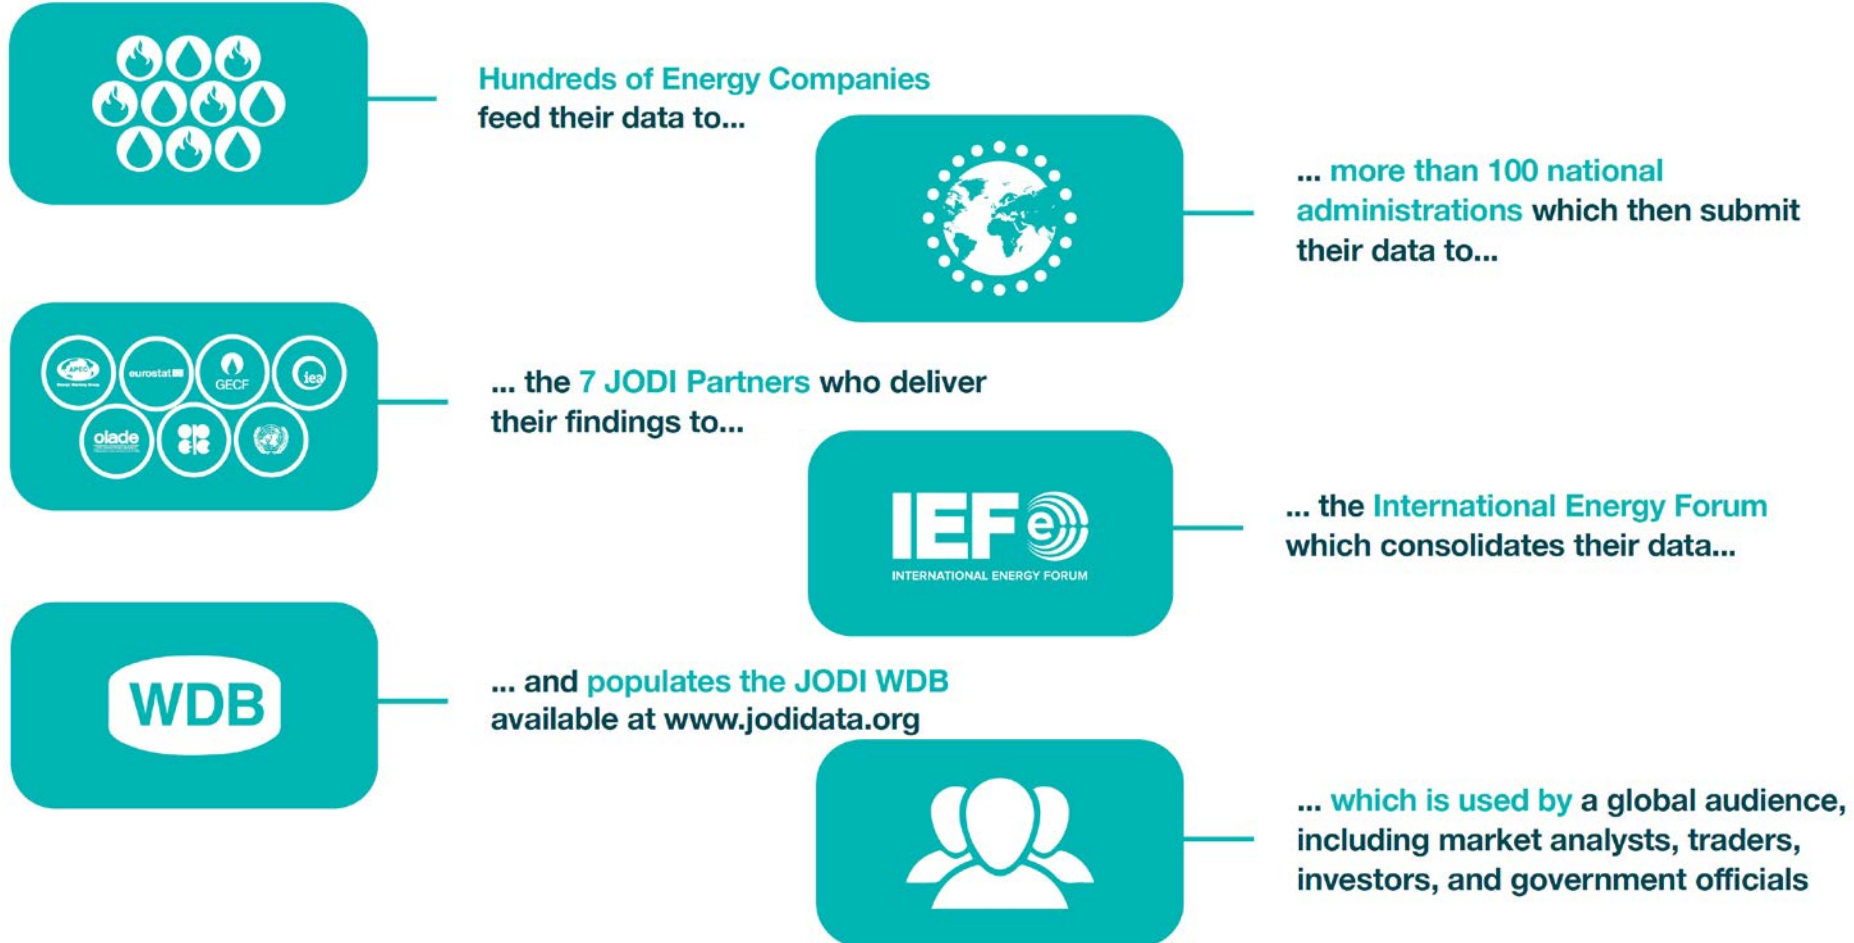 Hundreds of Energy Companies
feed their data to...
... more than 100 national
administrations which then submit
their data to...
APEC
eurostat
GECF
iea
olade
OPEC
... the 7 JODI Partners who deliver
their findings to...
IEF e
INTERNATIONAL ENERGY FORUM
... the International Energy Forum
which consolidates their data...
WDB
... and populates the JODI WDB
available at www.jodidata.org
... which is used by a global audience,
including market analysts, traders,
investors, and government officials